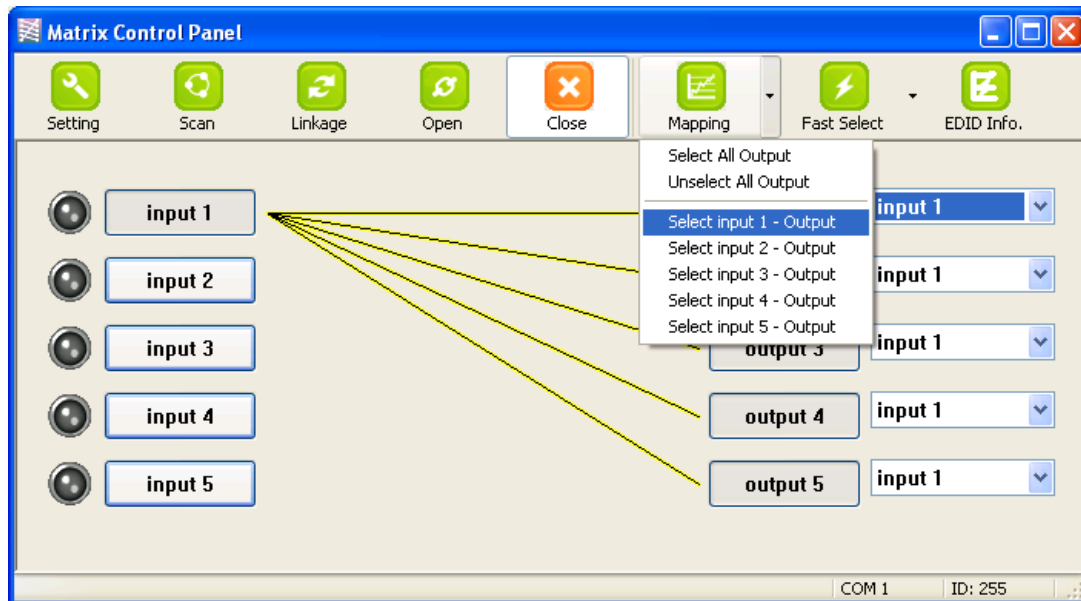 Matrix Control Panel
Setting Scan Linkage Open Close Mapping Fast Select EDID Info.
Select All Output
Unselect All Output
Select input 1 - Output
Select input 2 - Output
Select input 3 - Output
Select input 4 - Output
Select input 5 - Output
input 1 input 1
input 2 input 1
input 3 output 3 input 1
input 4 output 4 input 1
input 5 output 5 input 1
COM 1 ID: 255